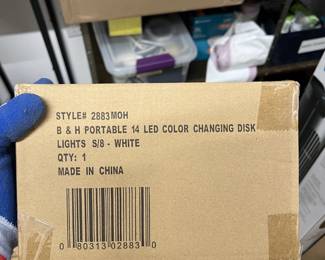 STYLE# 2883MOH
B & H PORTABLE 14 LED COLOR CHANGING DISK
LIGHTS S/8 - WHITE
QTY: 1
MADE IN CHINA
0 80313 02883 0